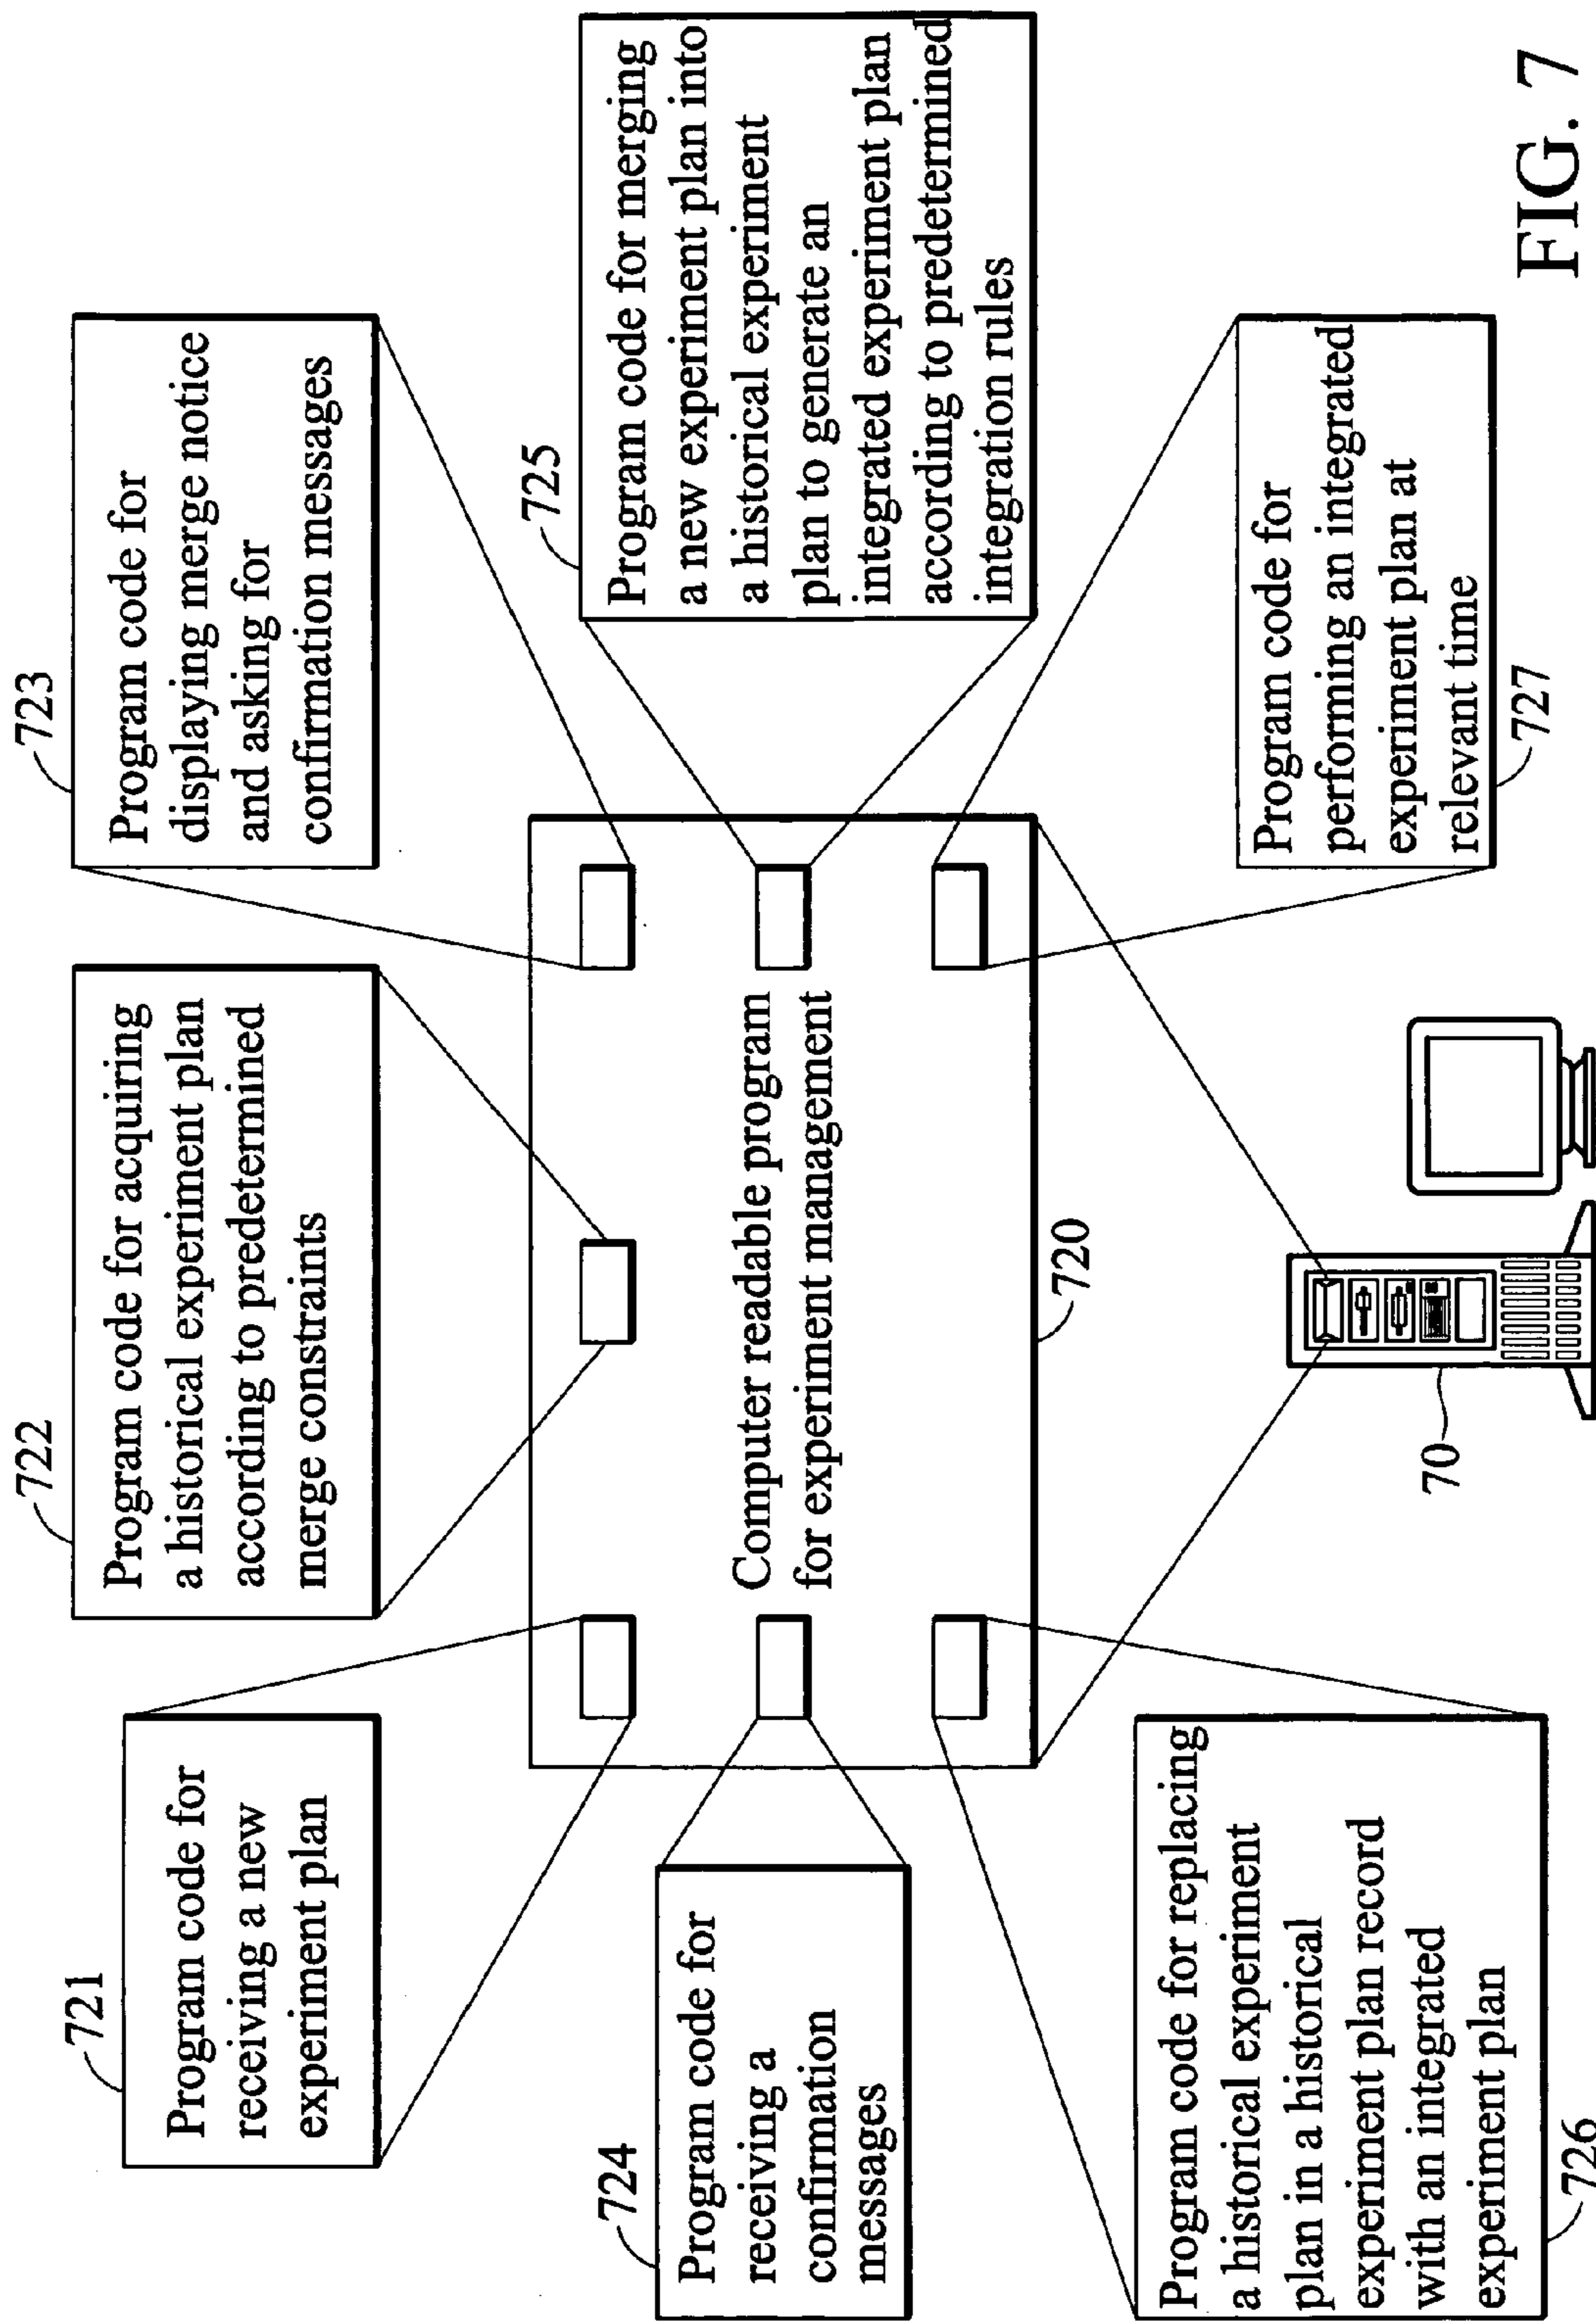 721
Program code for
receiving a new
experiment plan
722
Program code for acquiring
a historical experiment plan
according to predetermined
merge constraints
723
Program code for
displaying merge notice
and asking for
confirmation messages
724
Program code for
receiving a
confirmation
messages
Computer readable program
for experiment management
725
Program code for merging
a new experiment plan into
a historical experiment
plan to generate an
integrated experiment plan
according to predetermined
integration rules
Program code for replacing
a historical experiment
plan in a historical
experiment plan record
with an integrated
experiment plan
726
720
70
Program code for
performing an integrated
experiment plan at
relevant time
727
FIG. 7